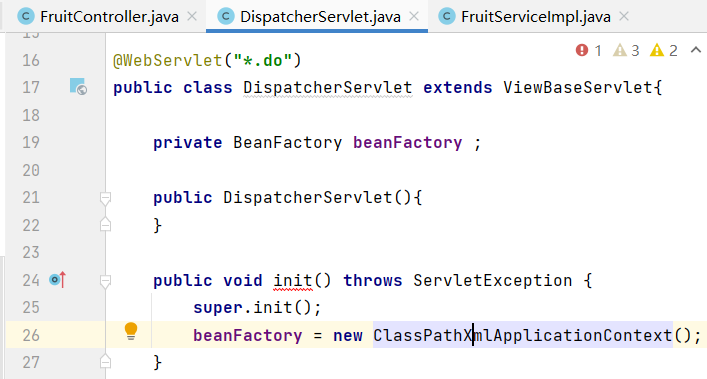 FruitController.java × DispatcherServlet.java × FruitServiceImpl.java ×
15
16 @WebServlet("*.do") 1 3 2
17 public class DispatcherServlet extends ViewBaseServlet{
18
19 private BeanFactory beanFactory ;
20
21 public DispatcherServlet(){
22 }
23
24 public void init() throws ServletException {
25 super.init();
26 beanFactory = new ClassPathXmlApplicationContext();
27 }